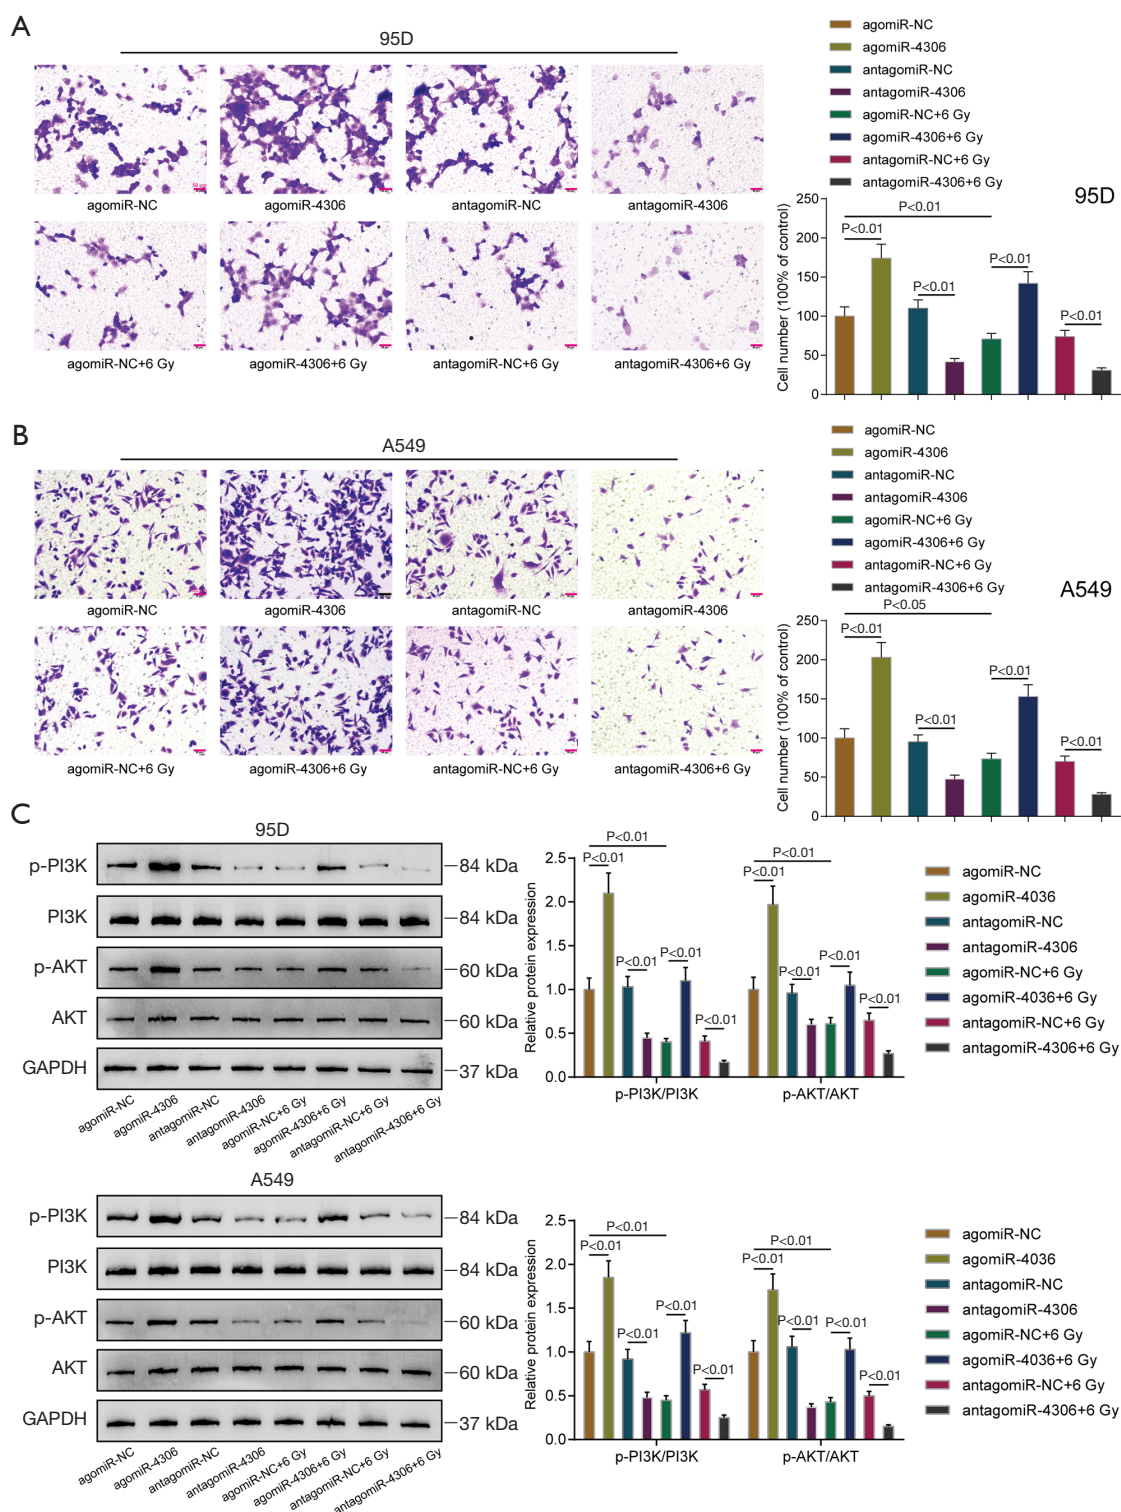 A
95D
agomiR-NC
agomiR-4306
antagomiR-NC
antagomiR-4306
agomiR-NC+6 Gy
agomiR-4306+6 Gy
antagomiR-NC+6 Gy
antagomiR-4306+6 Gy
agomiR-NC
agomiR-4306
antagomiR-NC
antagomiR-4306
agomiR-NC+6 Gy
agomiR-4306+6 Gy
antagomiR-NC+6 Gy
antagomiR-4306+6 Gy
95D
Cell number (100% of control)
250
200
150
100
50
0
P<0.01
P<0.01
P<0.01
P<0.01
P<0.01
B
A549
agomiR-NC
agomiR-4306
antagomiR-NC
antagomiR-4306
agomiR-NC+6 Gy
agomiR-4306+6 Gy
antagomiR-NC+6 Gy
antagomiR-4306+6 Gy
agomiR-NC
agomiR-4306
antagomiR-NC
antagomiR-4306
agomiR-NC+6 Gy
agomiR-4306+6 Gy
antagomiR-NC+6 Gy
antagomiR-4306+6 Gy
A549
Cell number (100% of control)
250
200
150
100
50
0
P<0.05
P<0.01
P<0.01
P<0.01
P<0.01
C
95D
p-PI3K
84 kDa
PI3K
84 kDa
p-AKT
60 kDa
AKT
60 kDa
GAPDH
37 kDa
agomiR-NC
agomiR-4306
antagomiR-NC
antagomiR-4306
agomiR-NC+6 Gy
agomiR-4306+6 Gy
antagomiR-NC+6 Gy
antagomiR-4306+6 Gy
Relative protein expression
2.5
2.0
1.5
1.0
0.5
0.0
P<0.01
P<0.01
P<0.01
P<0.01
P<0.01
P<0.01
P<0.01
P<0.01
P<0.01
P<0.01
p-PI3K/PI3K
p-AKT/AKT
agomiR-NC
agomiR-4036
antagomiR-NC
antagomiR-4306
agomiR-NC+6 Gy
agomiR-4036+6 Gy
antagomiR-NC+6 Gy
antagomiR-4306+6 Gy
A549
p-PI3K
84 kDa
PI3K
84 kDa
p-AKT
60 kDa
AKT
60 kDa
GAPDH
37 kDa
agomiR-NC
agomiR-4306
antagomiR-NC
antagomiR-4306
agomiR-NC+6 Gy
agomiR-4306+6 Gy
antagomiR-NC+6 Gy
antagomiR-4306+6 Gy
Relative protein expression
2.5
2.0
1.5
1.0
0.5
0.0
P<0.01
P<0.01
P<0.01
P<0.01
P<0.01
P<0.01
P<0.01
P<0.01
P<0.01
P<0.01
p-PI3K/PI3K
p-AKT/AKT
agomiR-NC
agomiR-4036
antagomiR-NC
antagomiR-4306
agomiR-NC+6 Gy
agomiR-4036+6 Gy
antagomiR-NC+6 Gy
antagomiR-4306+6 Gy